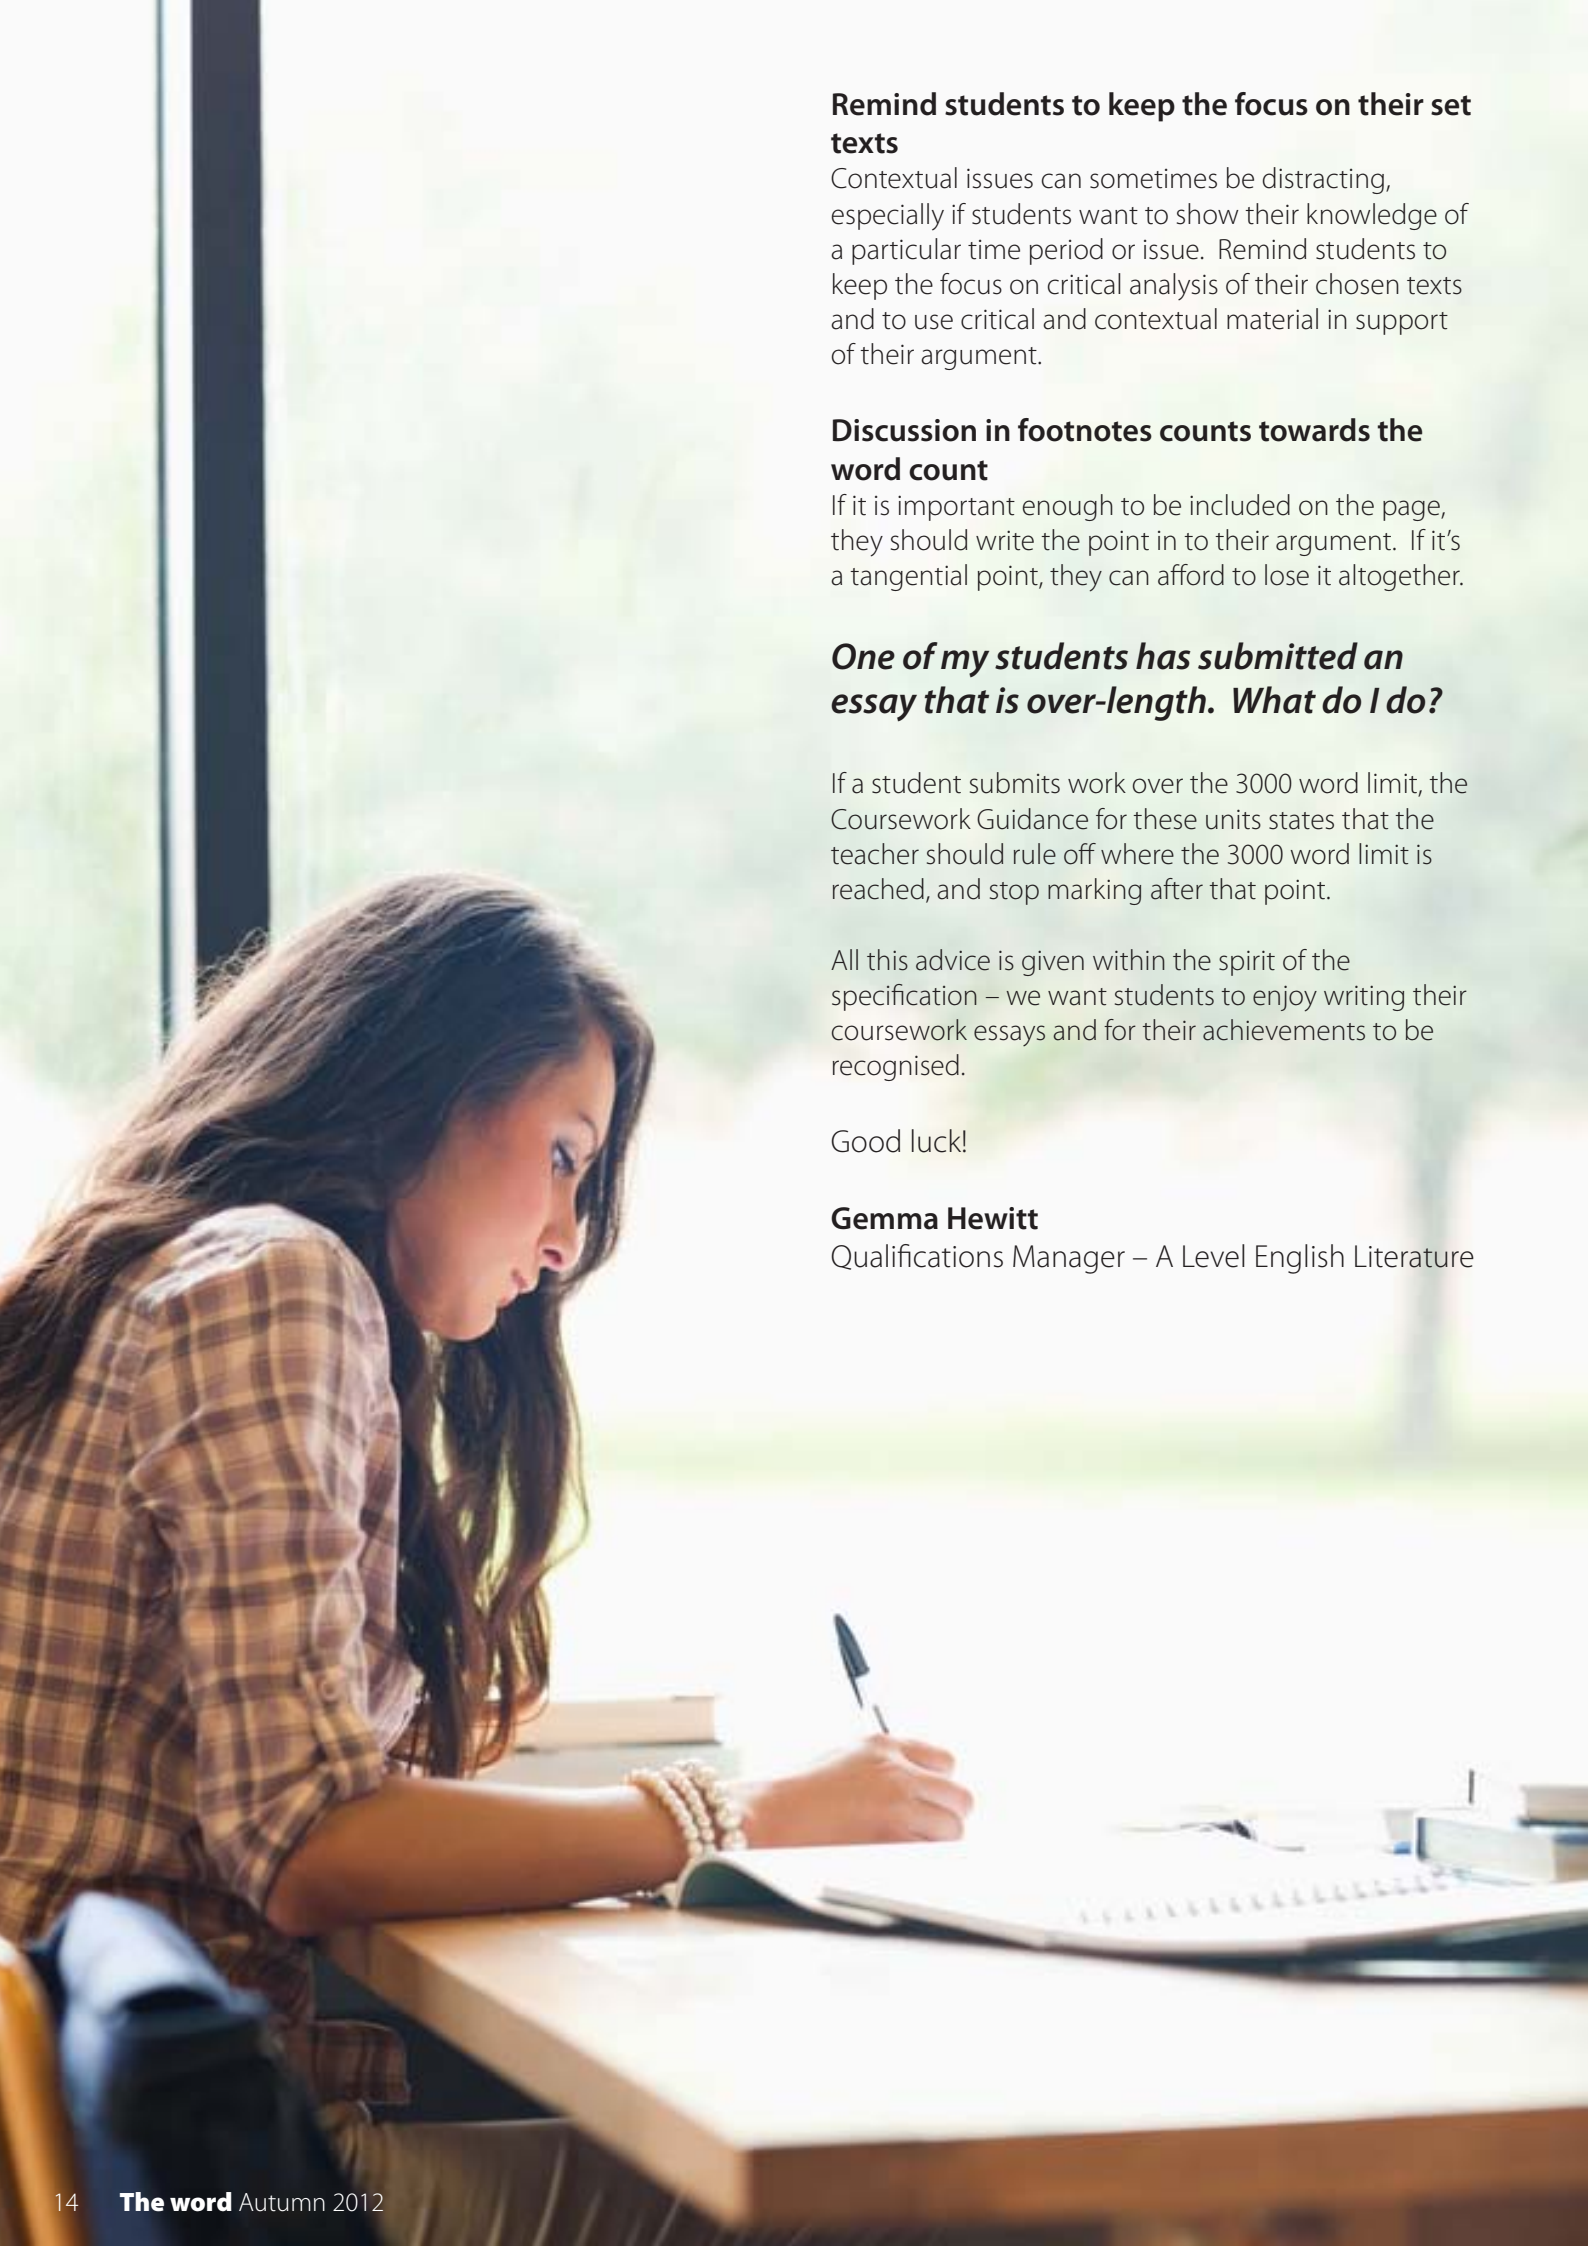 Remind students to keep the focus on their set
texts
Contextual issues can sometimes be distracting,
especially if students want to show their knowledge of
a particular time period or issue.  Remind students to
keep the focus on critical analysis of their chosen texts
and to use critical and contextual material in support
of their argument.
Discussion in footnotes counts towards the
word count
If it is important enough to be included on the page,
they should write the point in to their argument.  If it’s
a tangential point, they can afford to lose it altogether.
One of my students has submitted an
essay that is over-length.  What do I do?
If a student submits work over the 3000 word limit, the
Coursework Guidance for these units states that the
teacher should rule off where the 3000 word limit is
reached, and stop marking after that point.
All this advice is given within the spirit of the
specification – we want students to enjoy writing their
coursework essays and for their achievements to be
recognised.
Good luck!
Gemma Hewitt
Qualifications Manager – A Level English Literature
14 The word Autumn 2012